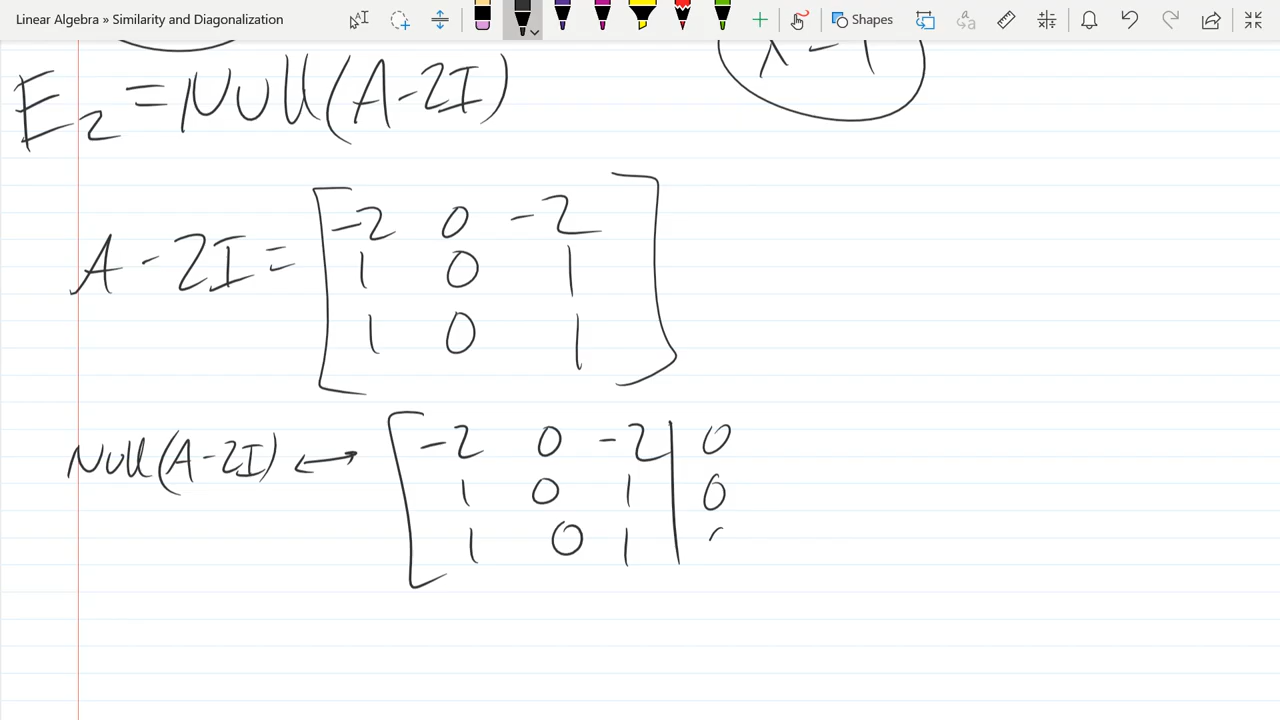 Linear Algebra » Similarity and Diagonalization
Shapes
E₂ = Null(A-2I)
A - 2I = [-2 0 -2
1 0 1
1 0 1]
Null(A-2I) ↔ [-2 0 -2 | 0
1 0 1 | 0
1 0 1 |